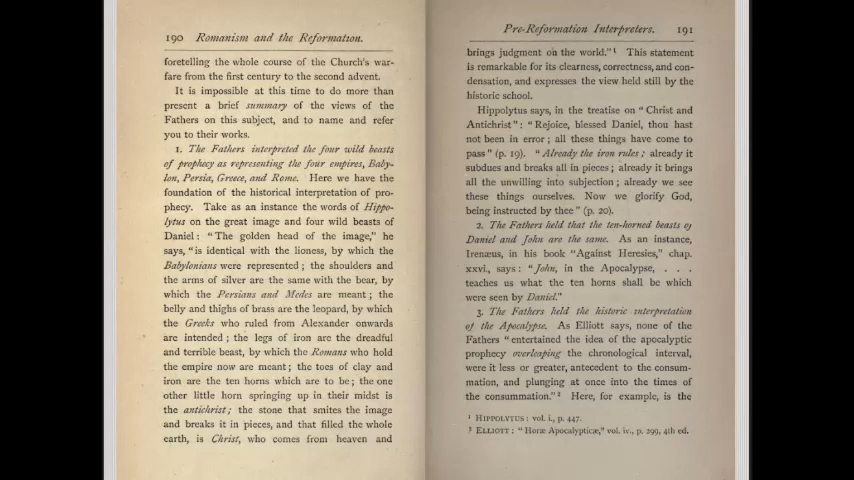 190 Romanism and the Reformation.
foretelling the whole course of the Church's war-
fare from the first century to the second advent.
It is impossible at this time to do more than
present a brief summary of the views of the
Fathers on this subject, and to name and refer
you to their works.
1. The Fathers interpreted the four wild beasts
of prophecy as representing the four empires, Baby-
lon, Persia, Greece, and Rome. Here we have the
foundation of the historical interpretation of pro-
phecy. Take as an instance the words of Hippo-
lytus on the great image and four wild beasts of
Daniel: "The golden head of the image," he
says, "is identical with the lioness, by which the
Babylonians were represented; the shoulders and
the arms of silver are the same with the bear, by
which the Persians and Medes are meant; the
belly and thighs of brass are the leopard, by which
the Greeks who ruled from Alexander onwards
are intended; the legs of iron are the dreadful
and terrible beast, by which the Romans who hold
the empire now are meant; the toes of clay and
iron are the ten horns which are to be; the one
other little horn springing up in their midst is
the antichrist; the stone that smites the image
and breaks it in pieces, and that filled the whole
earth, is Christ, who comes from heaven and
Pre-Reformation Interpreters. 191
brings judgment on the world." ¹ This statement
is remarkable for its clearness, correctness, and con-
densation, and expresses the view held still by the
historic school.
Hippolytus says, in the treatise on "Christ and
Antichrist": "Rejoice, blessed Daniel, thou hast
not been in error; all these things have come to
pass" (p. 19). "Already the iron rules; already it
subdues and breaks all in pieces; already it brings
all the unwilling into subjection; already we see
these things ourselves. Now we glorify God,
being instructed by thee" (p. 20).
2. The Fathers held that the ten-horned beasts of
Daniel and John are the same. As an instance,
Irenæus, in his book "Against Heresies," chap.
xxvi., says: "John, in the Apocalypse, . . .
teaches us what the ten horns shall be which
were seen by Daniel."
3. The Fathers held the historic interpretation
of the Apocalypse. As Elliott says, none of the
Fathers "entertained the idea of the apocalyptic
prophecy overleaping the chronological interval,
were it less or greater, antecedent to the consum-
mation, and plunging at once into the times of
the consummation." ² Here, for example, is the
¹ HIPPOLYTUS: vol. i., p. 447.
² ELLIOTT: "Horæ Apocalypticæ," vol. iv., p. 299, 4th ed.